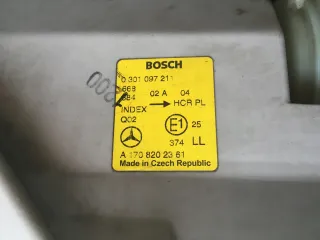 BOSCH
0 301 097 211
668
684 02 A 04
INDEX → HCR PL
Q02
E1 25
374 LL
A 170 820 23 61
Made in Czech Republic